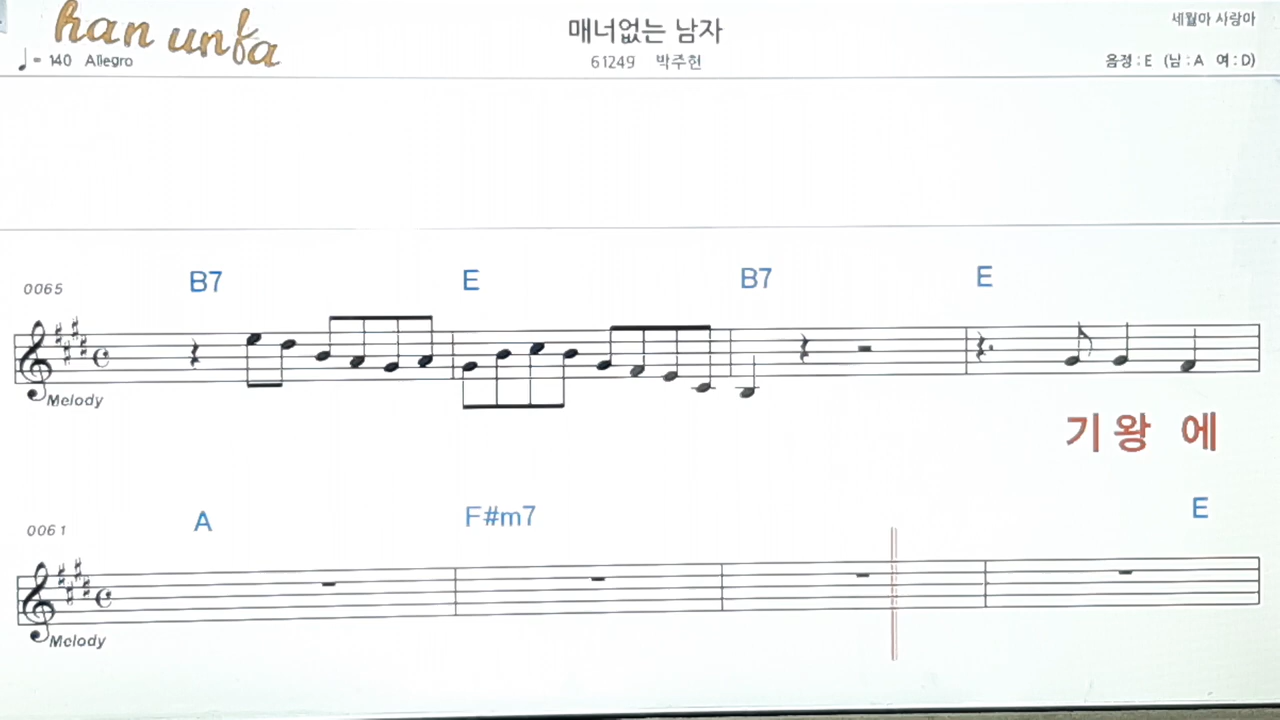 han unfa
매너없는 남자
세월아 사랑아
♩= 140 Allegro
61249 박주현
음정 : E (남 : A 여 : D)
B7 E B7 E
0065
Melody
기왕에
A F#m7 E
0061
Melody